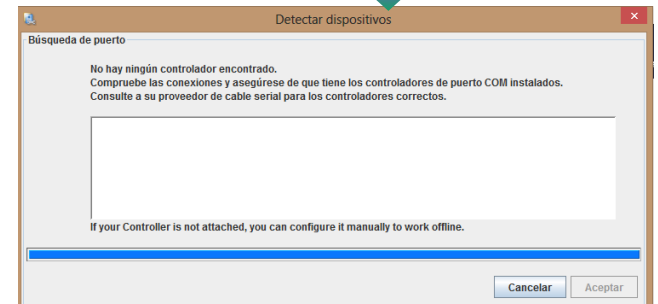 Detectar dispositivos
Búsqueda de puerto
No hay ningún controlador encontrado.
Compruebe las conexiones y asegúrese de que tiene los controladores de puerto COM instalados.
Consulte a su proveedor de cable serial para los controladores correctos.
If your Controller is not attached, you can configure it manually to work offline.
Cancelar Aceptar